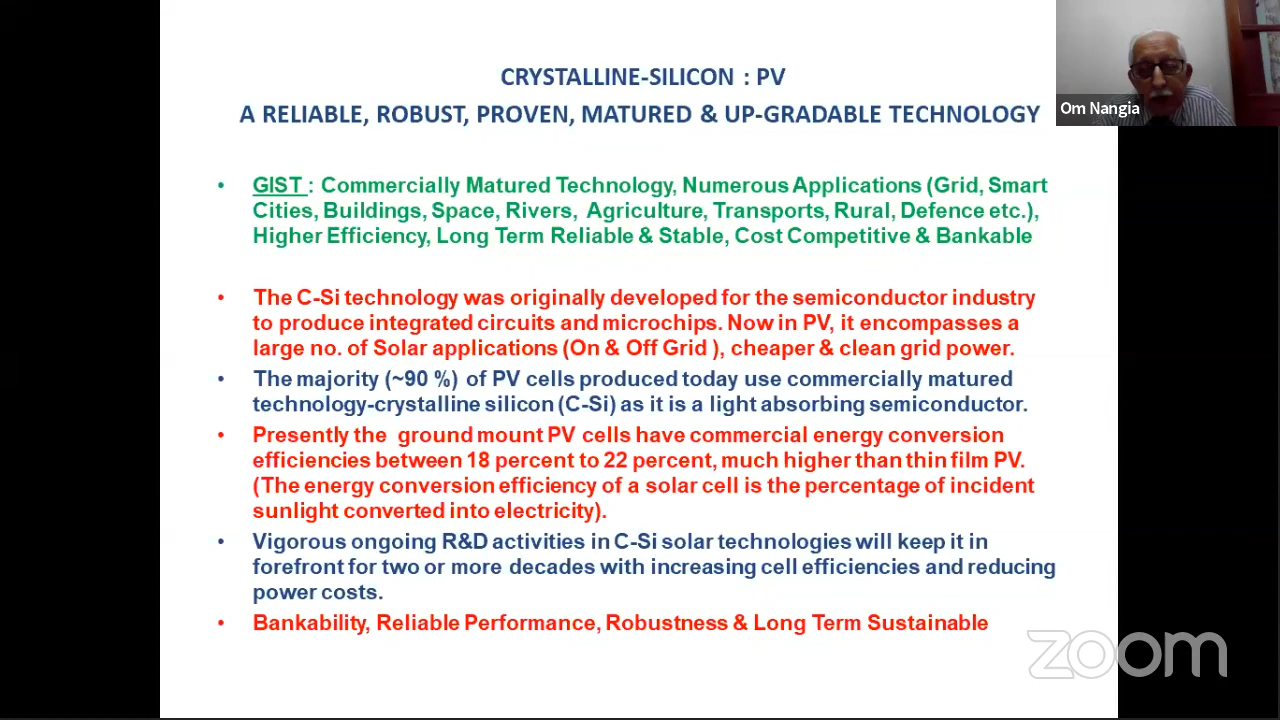 CRYSTALLINE-SILICON : PV
A RELIABLE, ROBUST, PROVEN, MATURED & UP-GRADABLE TECHNOLOGY
Om Nangia
• GIST : Commercially Matured Technology, Numerous Applications (Grid, Smart
Cities, Buildings, Space, Rivers, Agriculture, Transports, Rural, Defence etc.),
Higher Efficiency, Long Term Reliable & Stable, Cost Competitive & Bankable
• The C-Si technology was originally developed for the semiconductor industry
to produce integrated circuits and microchips. Now in PV, it encompasses a
large no. of Solar applications (On & Off Grid ), cheaper & clean grid power.
• The majority (~90 %) of PV cells produced today use commercially matured
technology-crystalline silicon (C-Si) as it is a light absorbing semiconductor.
• Presently the ground mount PV cells have commercial energy conversion
efficiencies between 18 percent to 22 percent, much higher than thin film PV.
(The energy conversion efficiency of a solar cell is the percentage of incident
sunlight converted into electricity).
• Vigorous ongoing R&D activities in C-Si solar technologies will keep it in
forefront for two or more decades with increasing cell efficiencies and reducing
power costs.
• Bankability, Reliable Performance, Robustness & Long Term Sustainable
zoom